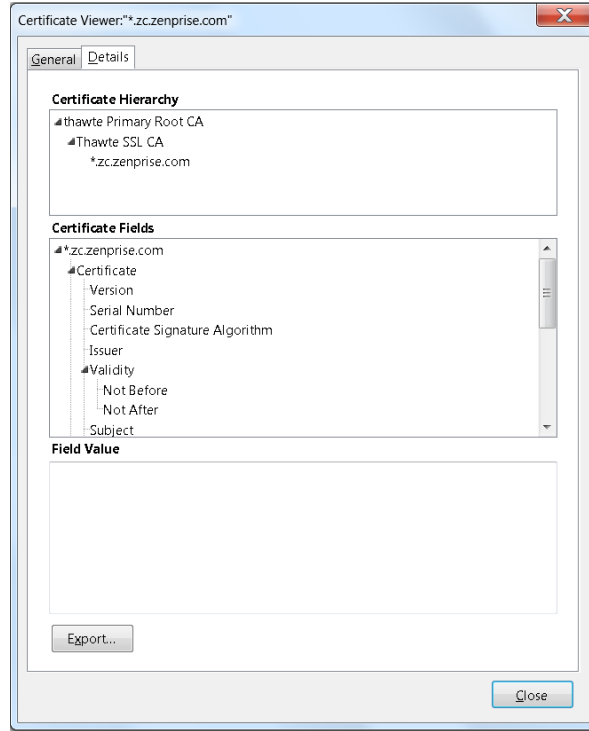 Certificate Viewer:"*.zc.zenprise.com"
General Details
Certificate Hierarchy
thawte Primary Root CA
Thawte SSL CA
*.zc.zenprise.com
Certificate Fields
*.zc.zenprise.com
Certificate
Version
Serial Number
Certificate Signature Algorithm
Issuer
Validity
Not Before
Not After
Subject
Field Value
Export...
Close